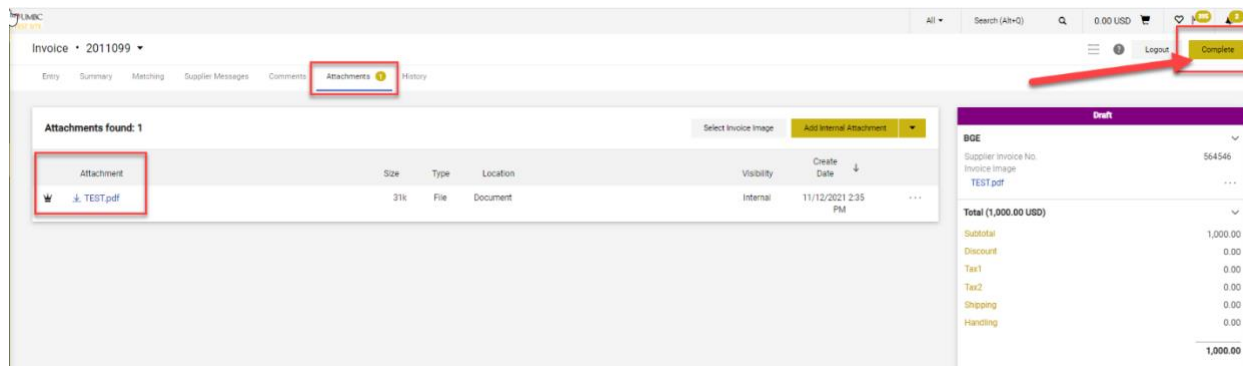 UMBC
All Search (Alt+Q) 0.00 USD
Invoice • 2011099
Logout Complete
Entry Summary Matching Supplier Messages Comments Attachments 1 History
Attachments found: 1 Select Invoice Image Add Internal Attachment
Attachment Size Type Location Visibility Create Date
TEST.pdf 31k File Document Internal 11/12/2021 2:35 PM
Draft
BGE
Supplier Invoice No. 564546
Invoice Image
TEST.pdf
Total (1,000.00 USD)
Subtotal 1,000.00
Discount 0.00
Tax1 0.00
Tax2 0.00
Shipping 0.00
Handling 0.00
1,000.00